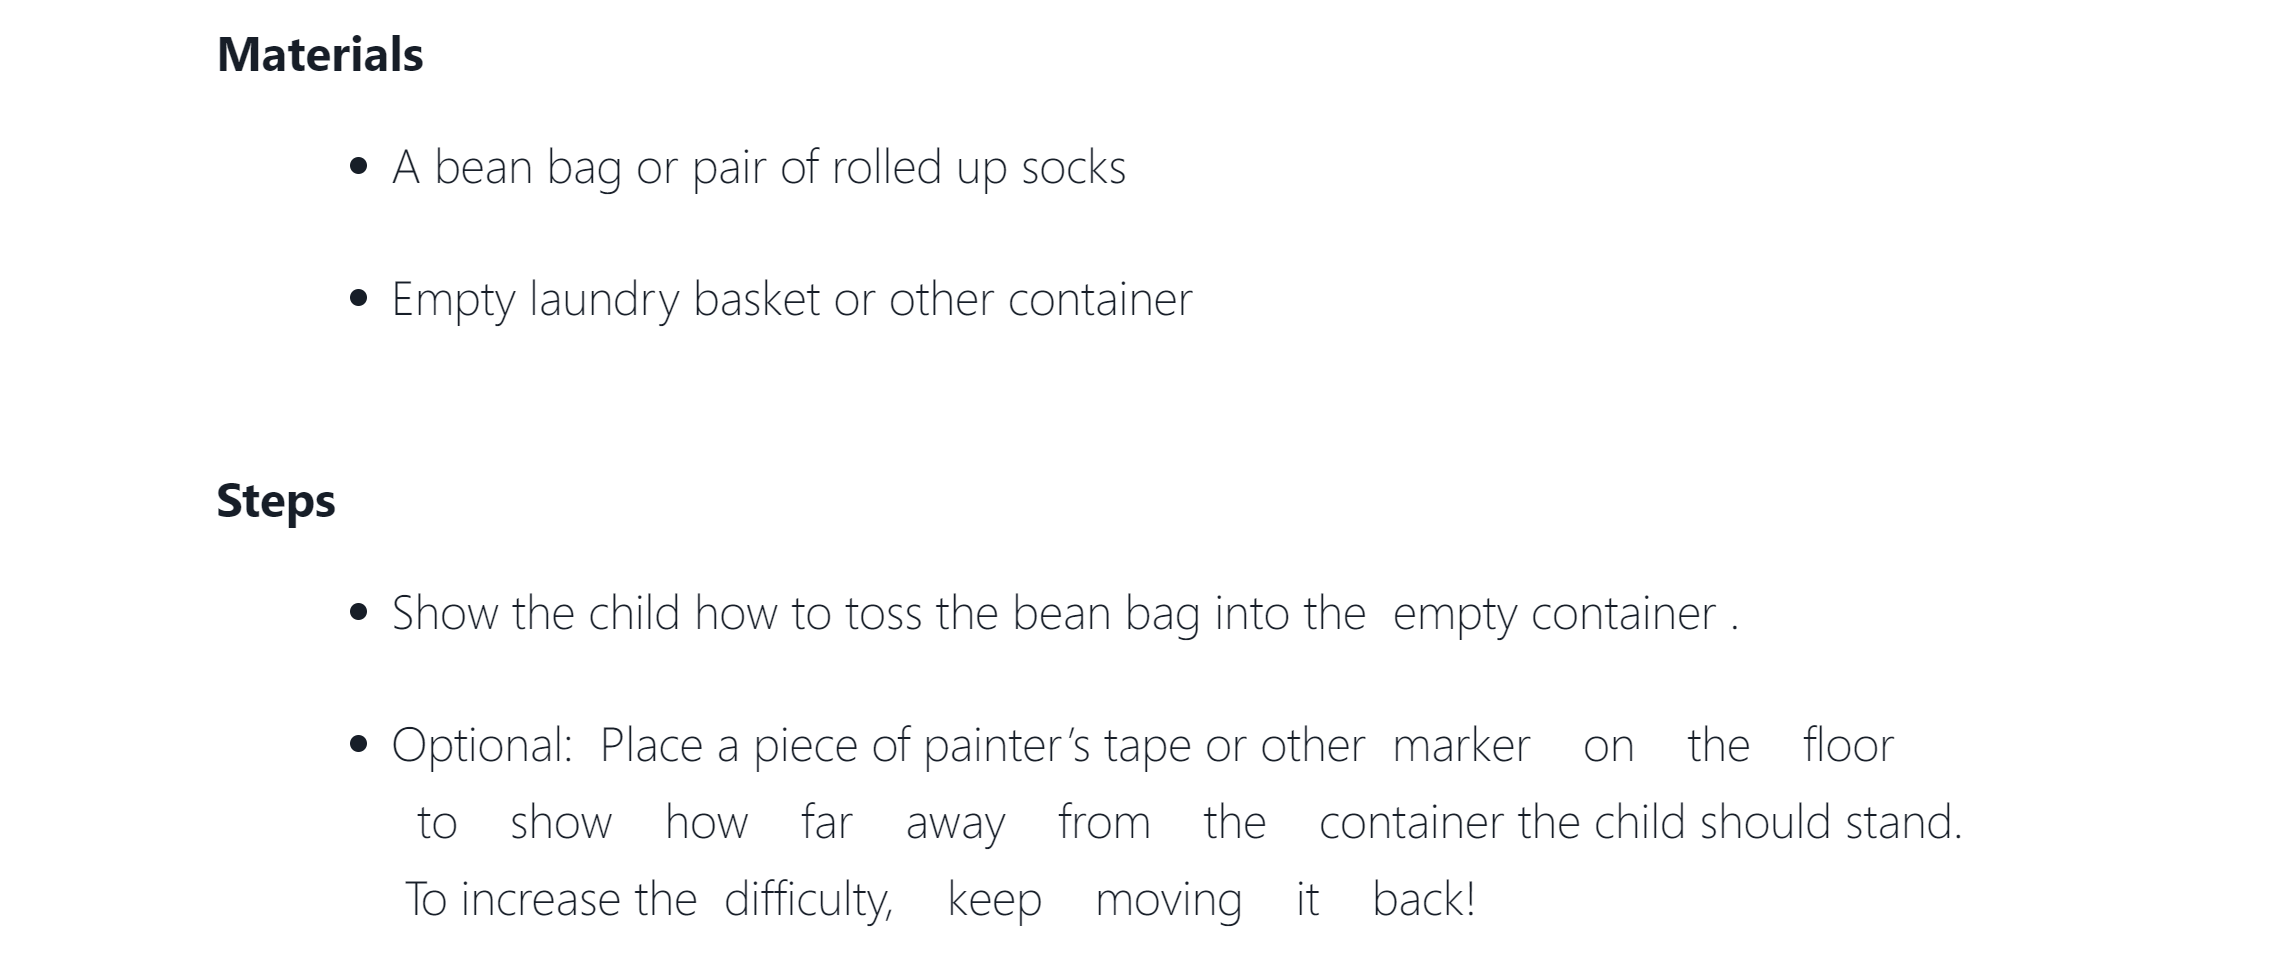 Materials
• A bean bag or pair of rolled up socks
• Empty laundry basket or other container
Steps
• Show the child how to toss the bean bag into the  empty container .
• Optional:  Place a piece of painter’s tape or other  marker    on    the    floor
to    show    how    far    away    from    the    container the child should stand.
To increase the  difficulty,    keep    moving    it    back!